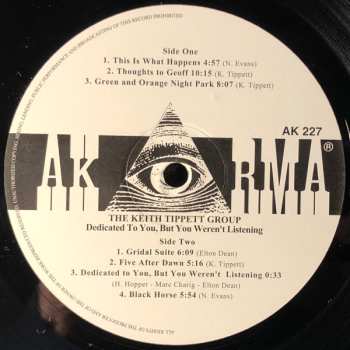 Side One
1. This Is What Happens 4:57 (N. Evans)
2. Thoughts to Geoff 10:15 (K. Tippett)
3. Green and Orange Night Park 8:07 (K. Tippett)
AK 227
AK RMA®
THE KEITH TIPPETT GROUP
Dedicated To You, But You Weren't Listening
Side Two
1. Gridal Suite 6:09 (Elton Dean)
2. Five After Dawn 5:16 (K. Tippett)
3. Dedicated to You, But You Weren't Listening 0:33
(H. Hopper - Marc Charig - Elton Dean)
4. Black Horse 5:54 (N. Evans)